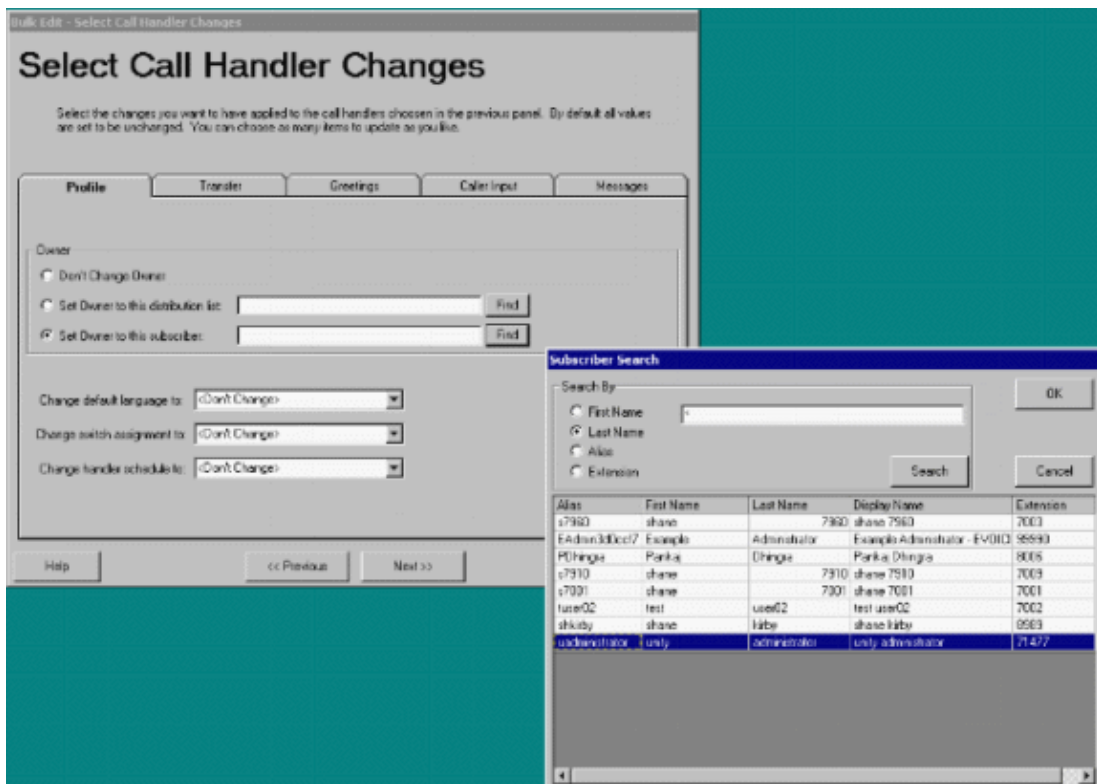 Bulk Edit - Select Call Handler Changes
Select Call Handler Changes
Select the changes you want to have applied to the call handlers choosen in the previous panel. By default all values
are set to be unchanged. You can choose as many items to update as you like.
Profile Transfer Greetings Caller Input Messages
Owner
Don't Change Owner
Set Owner to this distribution list: Find
Set Owner to this subscriber: Find
Change default language to: <Don't Change>
Change switch assignment to: <Don't Change>
Change handler schedule to: <Don't Change>
Help << Previous Next >>
Subscriber Search
Search By
First Name
Last Name
Alias
Extension
Search
OK
Cancel
Alias First Name Last Name Display Name Extension
s7960 shane 7960 shane 7960 7003
Example Administrator Example Administrator - 99990
PDhingra Pankaj Dhingra Pankaj Dhingra 8006
s7910 shane 7910 shane 7910 7009
s7001 shane 7001 shane 7001 7001
tuser02 test user02 test user02 7002
shkirby shane kirby shane kirby 8989
uadministrator unity administrator unity administrator 71477